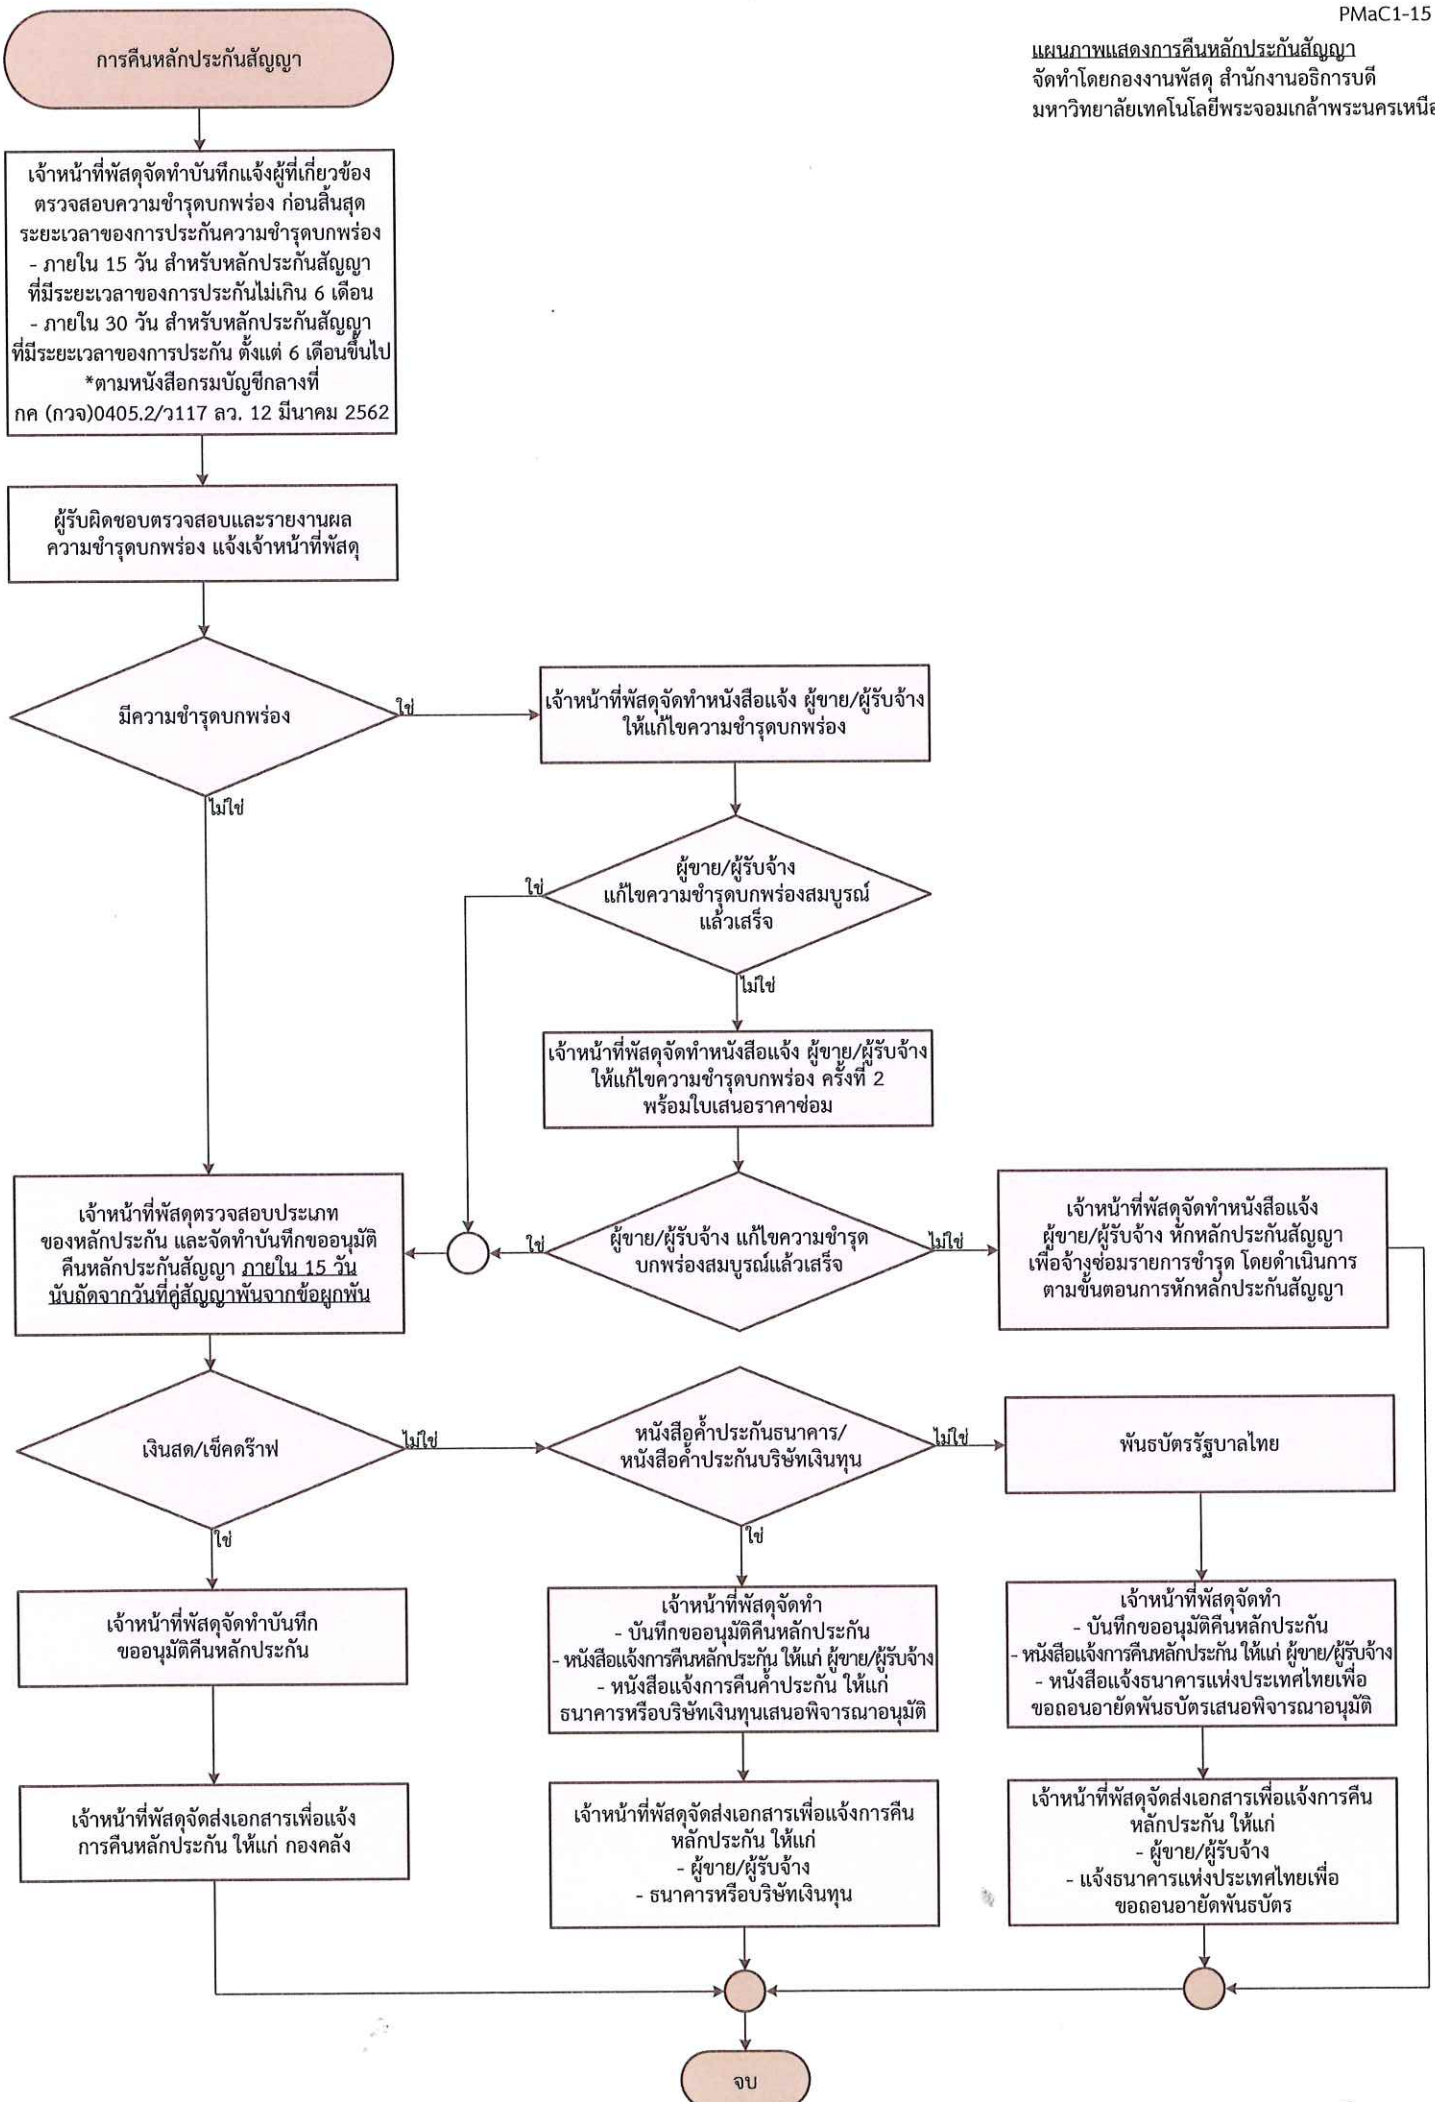 PMaC1-15
แผนภาพแสดงการคืนหลักประกันสัญญา
จัดทำโดยกองงานพัสดุ สำนักงานอธิการบดี
มหาวิทยาลัยเทคโนโลยีพระจอมเกล้าพระนครเหนือ
การคืนหลักประกันสัญญา
เจ้าหน้าที่พัสดุจัดทำบันทึกแจ้งผู้ที่เกี่ยวข้อง
ตรวจสอบความชำรุดบกพร่อง ก่อนสิ้นสุด
ระยะเวลาของการประกันความชำรุดบกพร่อง
- ภายใน 15 วัน สำหรับหลักประกันสัญญา
ที่มีระยะเวลาของการประกันไม่เกิน 6 เดือน
- ภายใน 30 วัน สำหรับหลักประกันสัญญา
ที่มีระยะเวลาของการประกัน ตั้งแต่ 6 เดือนขึ้นไป
*ตามหนังสือกรมบัญชีกลางที่
กค (กวจ)0405.2/ว117 ลว. 12 มีนาคม 2562
ผู้รับผิดชอบตรวจสอบและรายงานผล
ความชำรุดบกพร่อง แจ้งเจ้าหน้าที่พัสดุ
มีความชำรุดบกพร่อง
ใช่
ไม่ใช่
เจ้าหน้าที่พัสดุจัดทำหนังสือแจ้ง ผู้ขาย/ผู้รับจ้าง
ให้แก้ไขความชำรุดบกพร่อง
ผู้ขาย/ผู้รับจ้าง
แก้ไขความชำรุดบกพร่องสมบูรณ์
แล้วเสร็จ
ใช่
ไม่ใช่
เจ้าหน้าที่พัสดุจัดทำหนังสือแจ้ง ผู้ขาย/ผู้รับจ้าง
ให้แก้ไขความชำรุดบกพร่อง ครั้งที่ 2
พร้อมใบเสนอราคาซ่อม
ผู้ขาย/ผู้รับจ้าง แก้ไขความชำรุด
บกพร่องสมบูรณ์แล้วเสร็จ
ใช่
ไม่ใช่
เจ้าหน้าที่พัสดุจัดทำหนังสือแจ้ง
ผู้ขาย/ผู้รับจ้าง หักหลักประกันสัญญา
เพื่อจ้างซ่อมรายการชำรุด โดยดำเนินการ
ตามขั้นตอนการหักหลักประกันสัญญา
เจ้าหน้าที่พัสดุตรวจสอบประเภท
ของหลักประกัน และจัดทำบันทึกขออนุมัติ
คืนหลักประกันสัญญา ภายใน 15 วัน
นับถัดจากวันที่คู่สัญญาพ้นจากข้อผูกพัน
เงินสด/เช็คดร๊าฟ
ไม่ใช่
ใช่
หนังสือค้ำประกันธนาคาร/
หนังสือค้ำประกันบริษัทเงินทุน
ไม่ใช่
ใช่
พันธบัตรรัฐบาลไทย
เจ้าหน้าที่พัสดุจัดทำบันทึก
ขออนุมัติคืนหลักประกัน
เจ้าหน้าที่พัสดุจัดทำ
- บันทึกขออนุมัติคืนหลักประกัน
- หนังสือแจ้งการคืนหลักประกัน ให้แก่ ผู้ขาย/ผู้รับจ้าง
- หนังสือแจ้งการคืนค้ำประกัน ให้แก่
ธนาคารหรือบริษัทเงินทุนเสนอพิจารณาอนุมัติ
เจ้าหน้าที่พัสดุจัดทำ
- บันทึกขออนุมัติคืนหลักประกัน
- หนังสือแจ้งการคืนหลักประกัน ให้แก่ ผู้ขาย/ผู้รับจ้าง
- หนังสือแจ้งธนาคารแห่งประเทศไทยเพื่อ
ขอถอนอายัดพันธบัตรเสนอพิจารณาอนุมัติ
เจ้าหน้าที่พัสดุจัดส่งเอกสารเพื่อแจ้ง
การคืนหลักประกัน ให้แก่ กองคลัง
เจ้าหน้าที่พัสดุจัดส่งเอกสารเพื่อแจ้งการคืน
หลักประกัน ให้แก่
- ผู้ขาย/ผู้รับจ้าง
- ธนาคารหรือบริษัทเงินทุน
เจ้าหน้าที่พัสดุจัดส่งเอกสารเพื่อแจ้งการคืน
หลักประกัน ให้แก่
- ผู้ขาย/ผู้รับจ้าง
- แจ้งธนาคารแห่งประเทศไทยเพื่อ
ขอถอนอายัดพันธบัตร
จบ